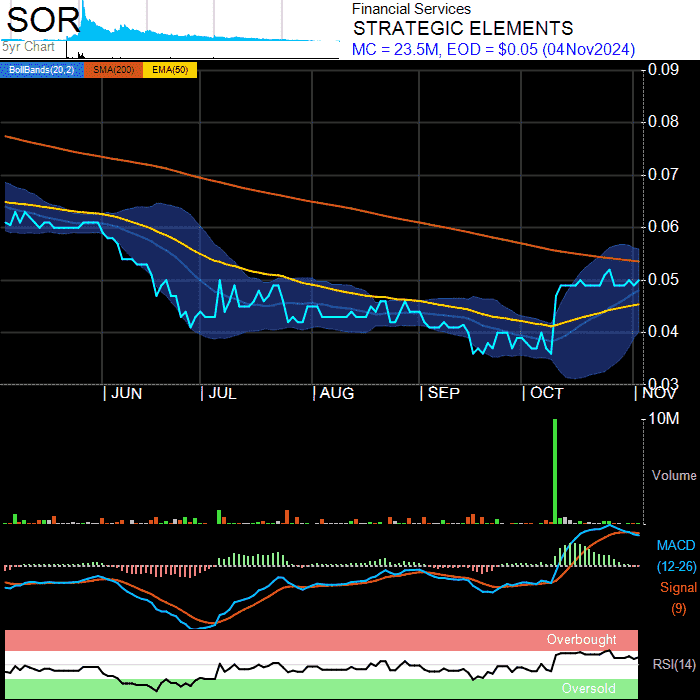 SOR
5yr Chart
Financial Services
STRATEGIC ELEMENTS
MC = 23.5M, EOD = $0.05 (04Nov2024)
BollBands(20,2) SMA(200) EMA(50)
0.09
0.08
0.07
0.06
0.05
0.04
0.03
JUN JUL AUG SEP OCT NOV
10M
Volume
MACD
(12-26)
Signal
(9)
Overbought
RSI(14)
Oversold